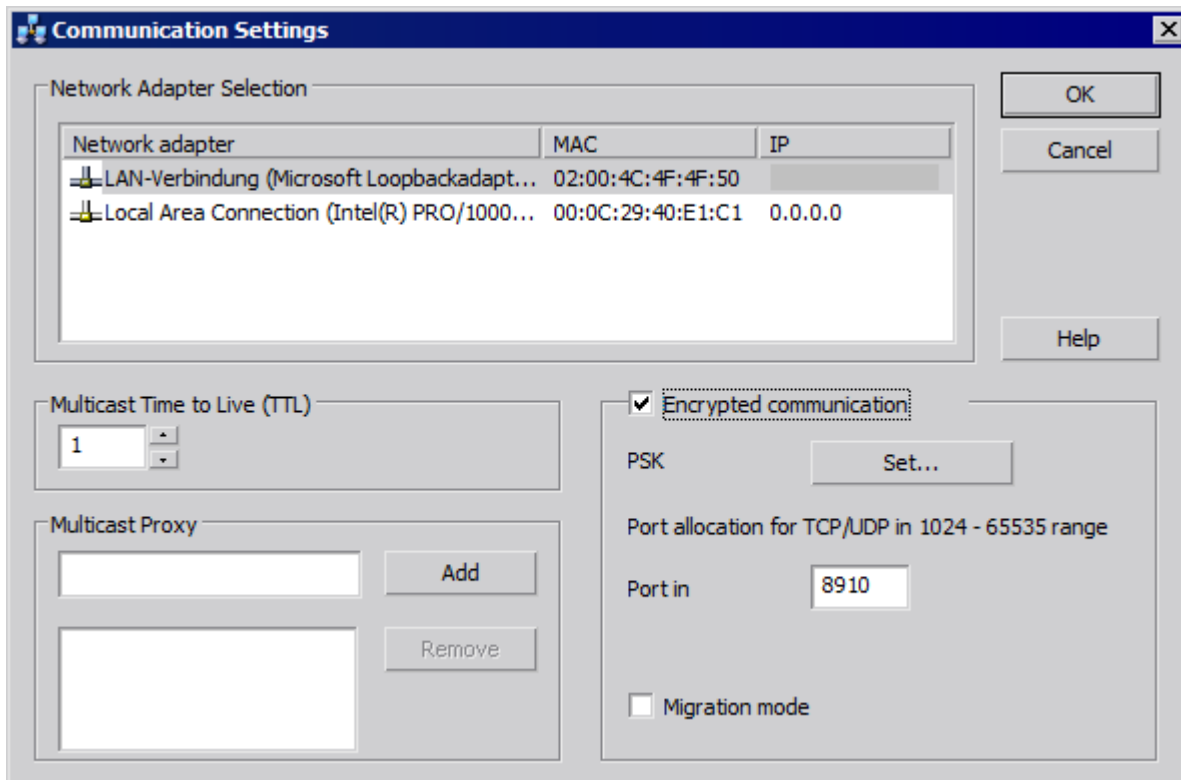 Communication Settings
Network Adapter Selection
Network adapter MAC IP
LAN-Verbindung (Microsoft Loopbackadapt... 02:00:4C:4F:4F:50
Local Area Connection (Intel(R) PRO/1000... 00:0C:29:40:E1:C1 0.0.0.0
OK
Cancel
Help
Multicast Time to Live (TTL)
1
Multicast Proxy
Add
Remove
Encrypted communication
PSK Set...
Port allocation for TCP/UDP in 1024 - 65535 range
Port in 8910
Migration mode